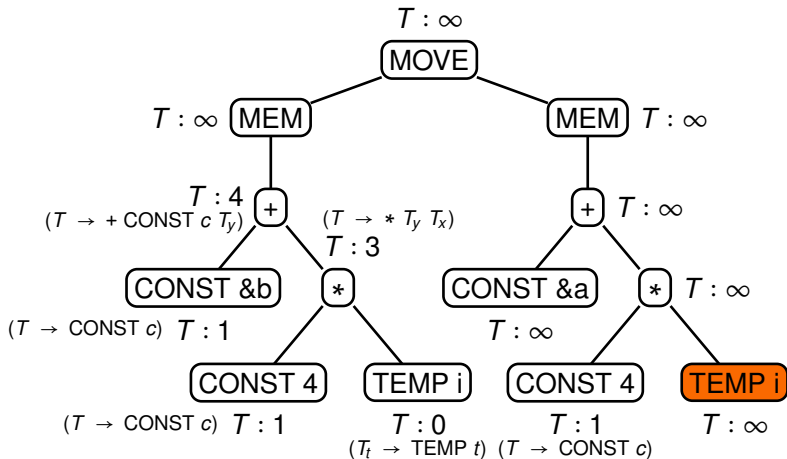 T : ∞
MOVE
T : ∞ MEM MEM T : ∞
T : 4
(T → + CONST c T_y) + (T → * T_y T_x) + T : ∞
T : 3
CONST &b * CONST &a * T : ∞
(T → CONST c) T : 1 T : ∞
CONST 4 TEMP i CONST 4 TEMP i
(T → CONST c) T : 1 T : 0 T : 1 T : ∞
(T_t → TEMP t) (T → CONST c)